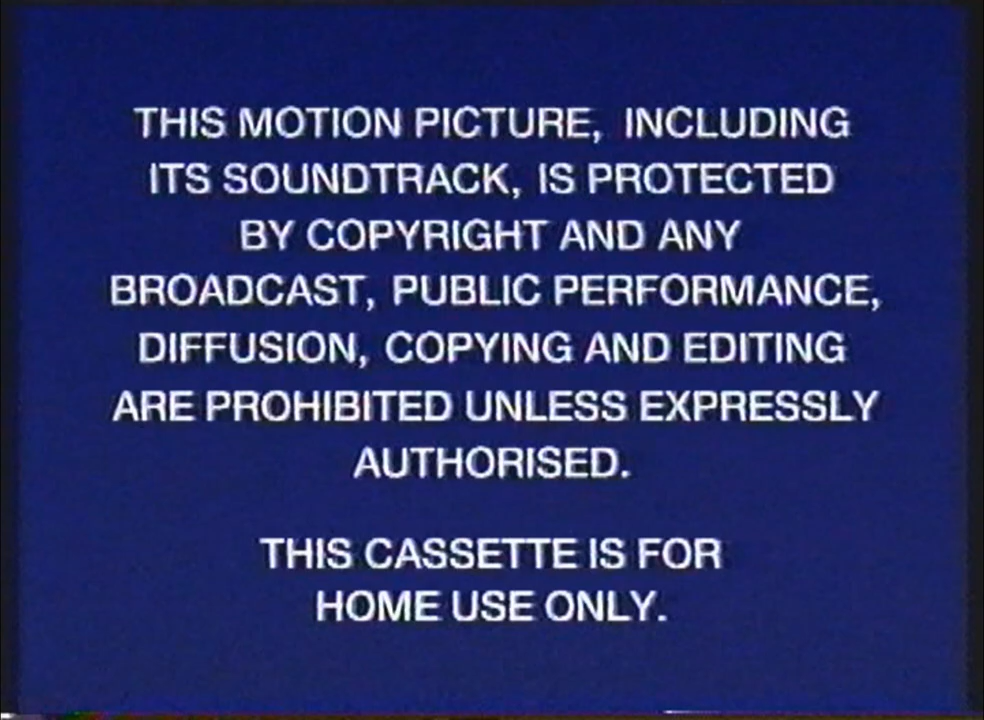 THIS MOTION PICTURE, INCLUDING
ITS SOUNDTRACK, IS PROTECTED
BY COPYRIGHT AND ANY
BROADCAST, PUBLIC PERFORMANCE,
DIFFUSION, COPYING AND EDITING
ARE PROHIBITED UNLESS EXPRESSLY
AUTHORISED.
THIS CASSETTE IS FOR
HOME USE ONLY.